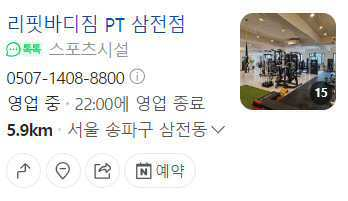 리핏바디짐 PT 삼전점
톡톡 스포츠시설
0507-1408-8800
영업 중 · 22:00에 영업 종료
5.9km · 서울 송파구 삼전동
N 예약
15